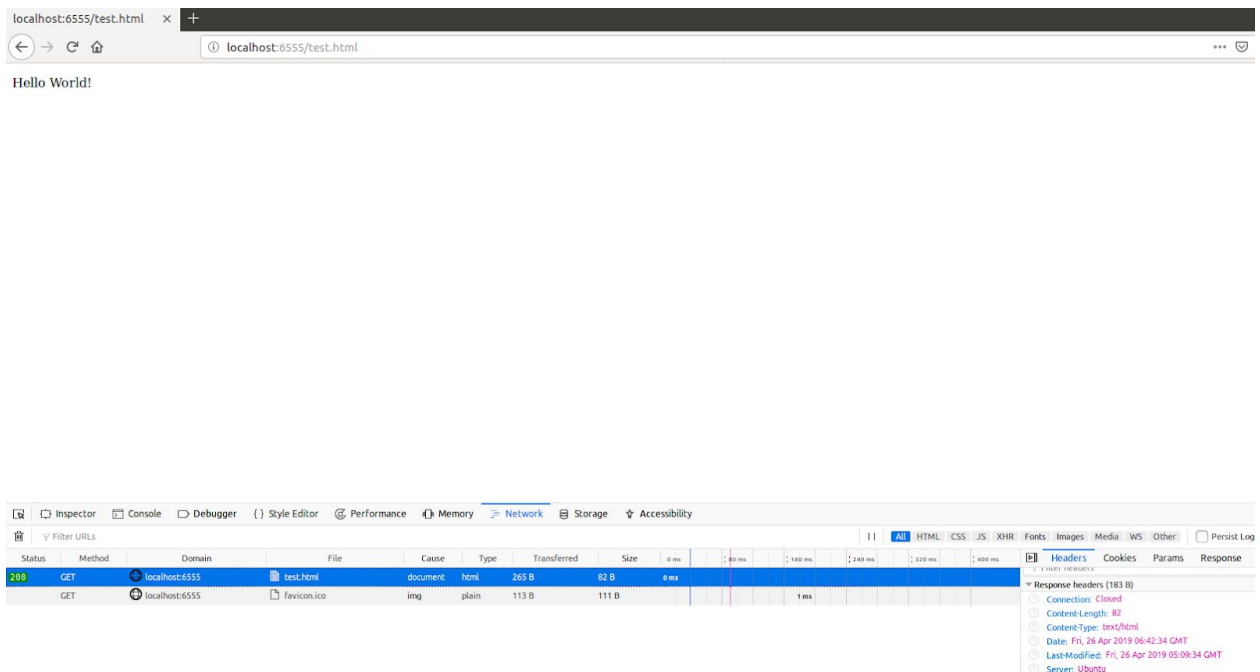 localhost:6555/test.html × +
localhost:6555/test.html
Hello World!
Inspector Console Debugger {} Style Editor Performance Memory Network Storage Accessibility
Filter URLs All HTML CSS JS XHR Fonts Images Media WS Other Persist Log
Status Method Domain File Cause Type Transferred Size 0 ms 80 ms 160 ms 240 ms 320 ms 400 ms Headers Cookies Params Response
200 GET localhost:6555 test.html document html 265 B 82 B 0 ms
GET localhost:6555 favicon.ico img plain 113 B 111 B 1 ms
Response headers (183 B)
Connection: Closed
Content-Length: 82
Content-Type: text/html
Date: Fri, 26 Apr 2019 06:42:34 GMT
Last-Modified: Fri, 26 Apr 2019 05:09:34 GMT
Server: Ubuntu